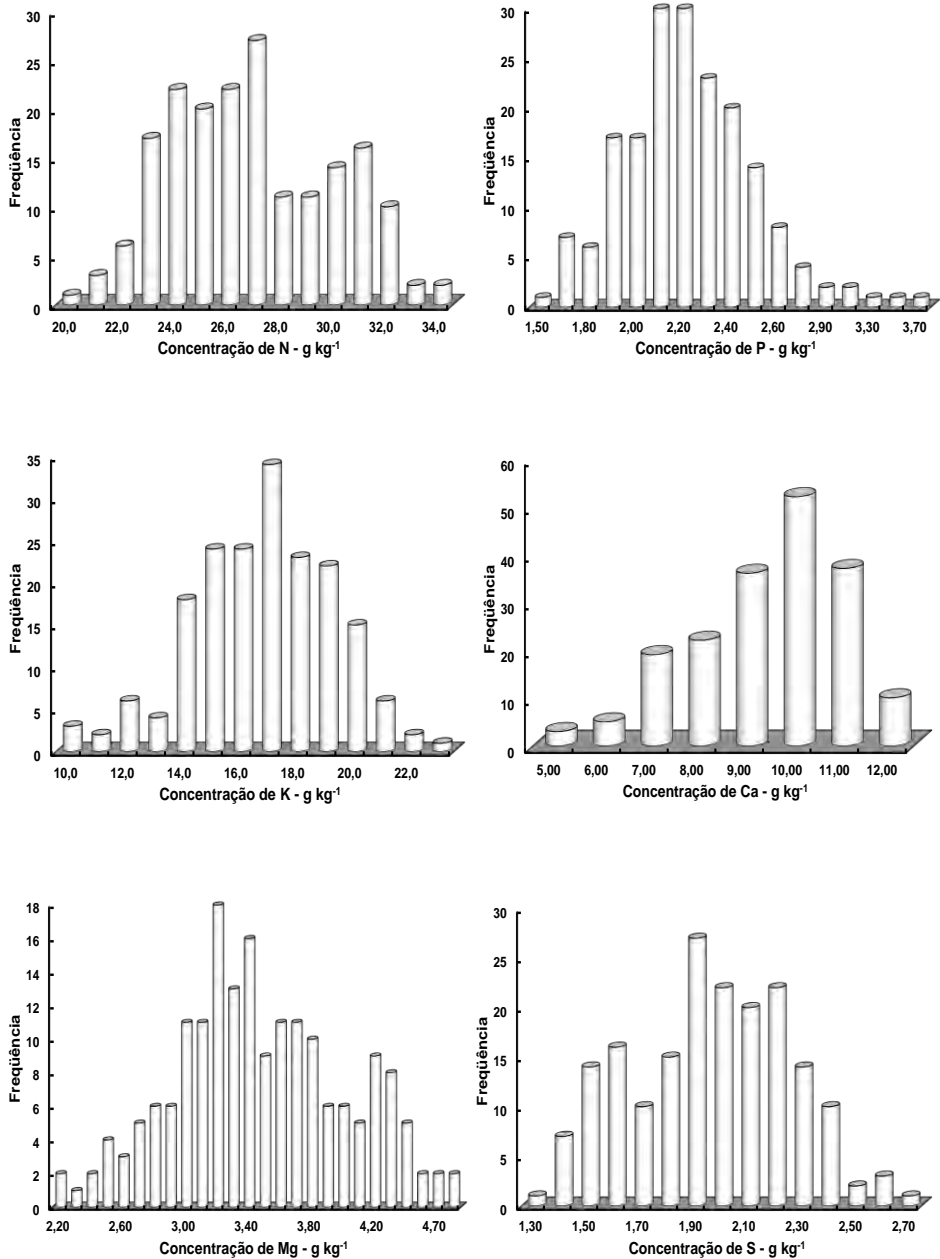 30
25
20
15
10
5
0
Freqüência
20,0 22,0 24,0 26,0 28,0 30,0 32,0 34,0
Concentração de N - g kg-1
30
25
20
15
10
5
0
Freqüência
1,50 1,80 2,00 2,20 2,40 2,60 2,90 3,30 3,70
Concentração de P - g kg-1
35
30
25
20
15
10
5
0
Freqüência
10,0 12,0 14,0 16,0 18,0 20,0 22,0
Concentração de K - g kg-1
60
50
40
30
20
10
0
Freqüência
5,00 6,00 7,00 8,00 9,00 10,00 11,00 12,00
Concentração de Ca - g kg-1
18
16
14
12
10
8
6
4
2
0
Freqüência
2,20 2,60 3,00 3,40 3,80 4,20 4,70
Concentração de Mg - g kg-1
30
25
20
15
10
5
0
Freqüência
1,30 1,50 1,70 1,90 2,10 2,30 2,50 2,70
Concentração de S - g kg-1